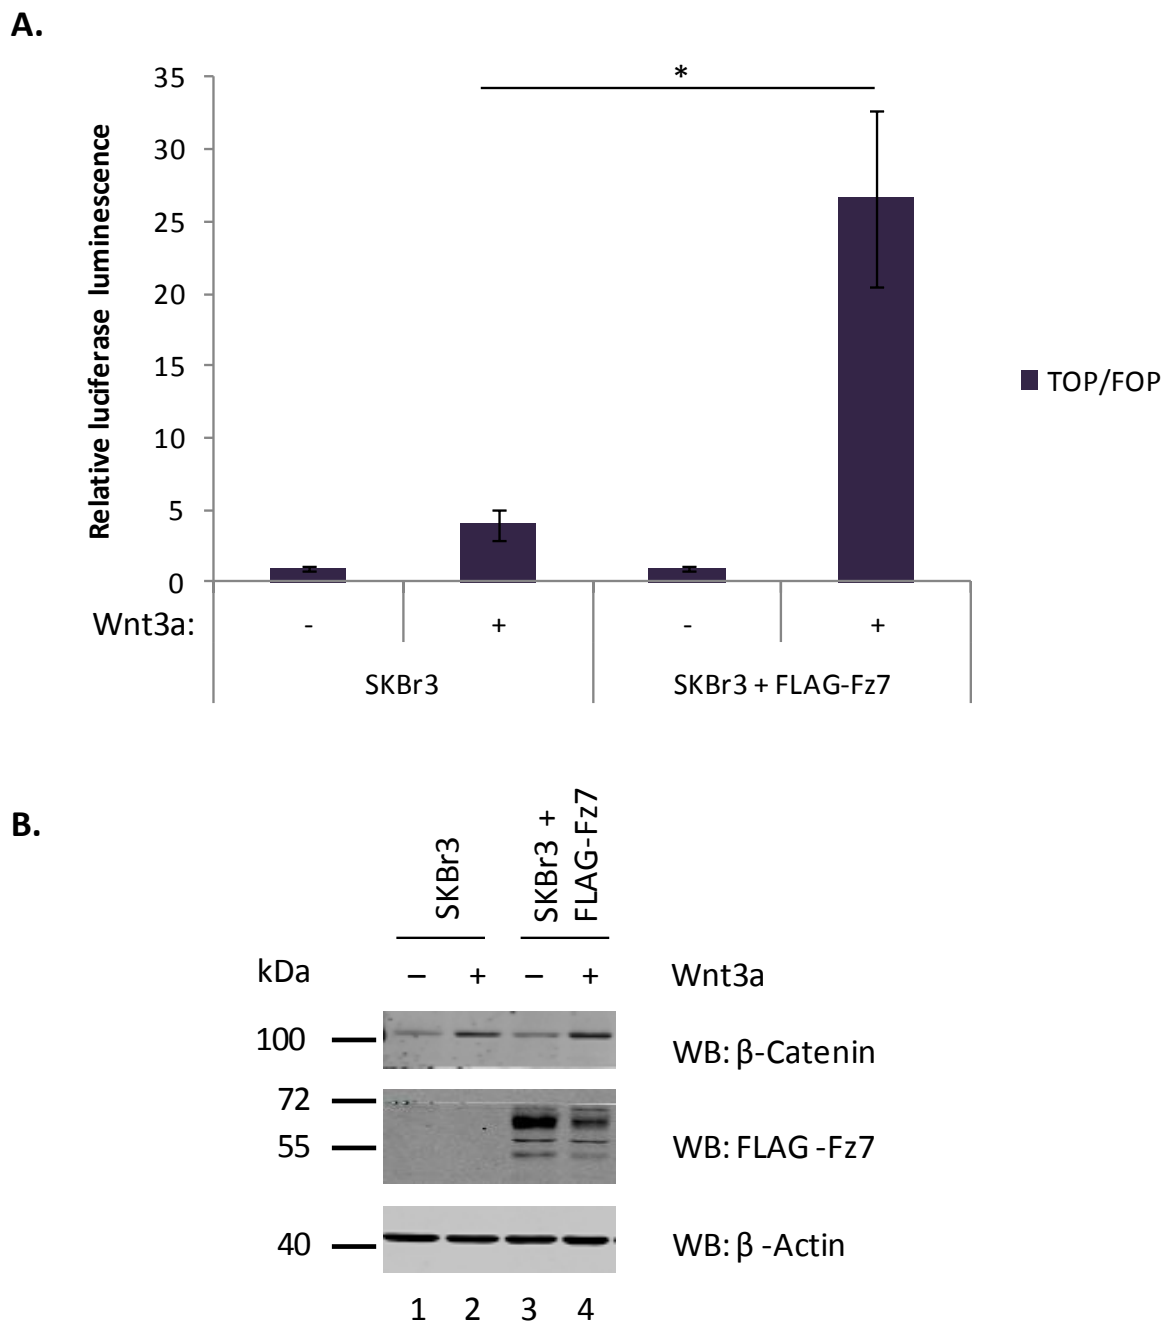 A.
*
35
30
25
20
15
10
5
0
Relative luciferase luminescence
TOP/FOP
Wnt3a: - + - +
SKBr3 SKBr3 + FLAG-Fz7
B.
SKBr3
SKBr3 +
FLAG-Fz7
kDa − + − + Wnt3a
100 WB: β-Catenin
72
55 WB: FLAG -Fz7
40 WB: β -Actin
1 2 3 4